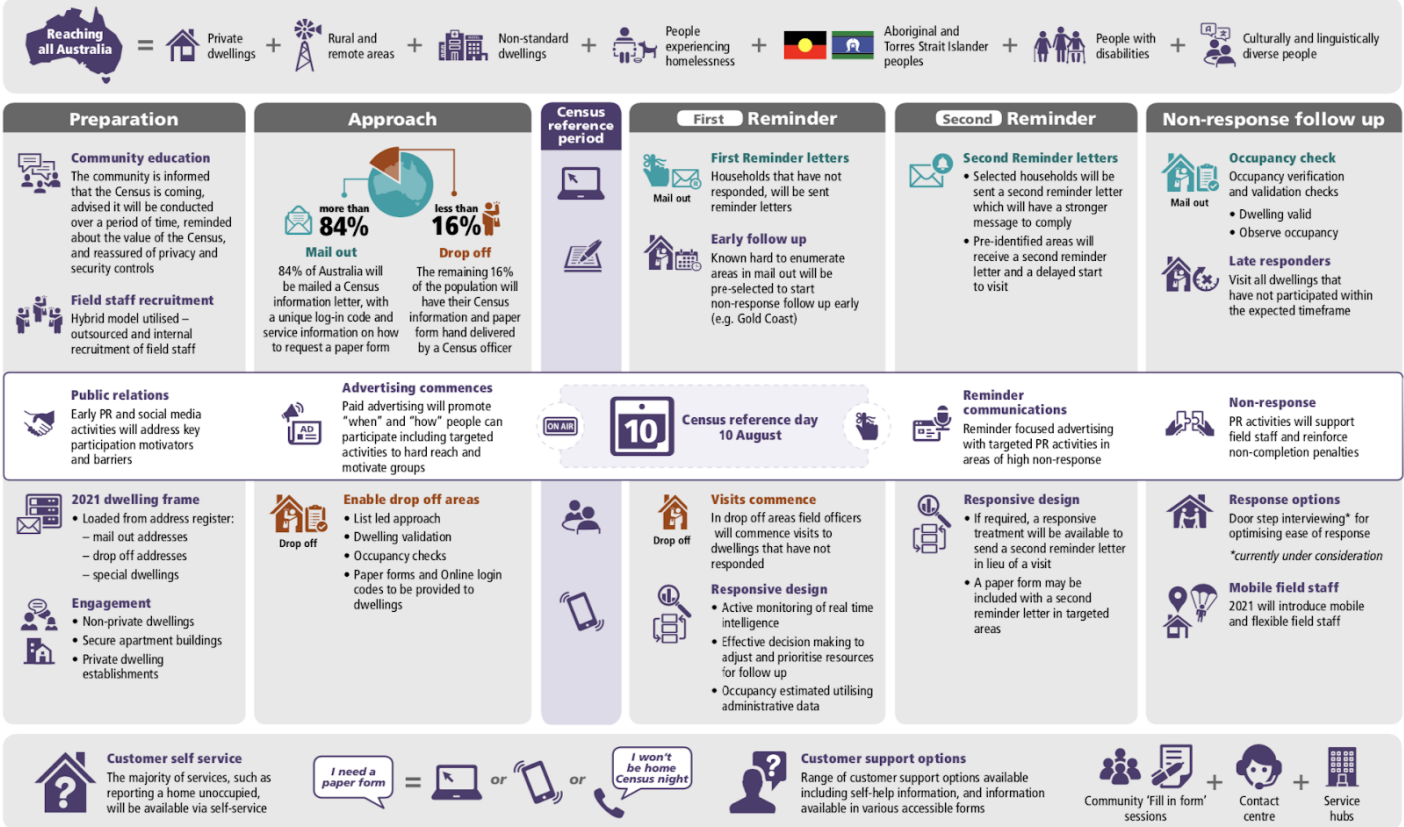 Reaching
all Australia
=
Private
dwellings
+
Rural and
remote areas
+
Non-standard
dwellings
+
People
experiencing
homelessness
+
Aboriginal and
Torres Strait Islander
peoples
+
People with
disabilities
+
Culturally and linguistically
diverse people
Preparation
Community education
The community is informed
that the Census is coming,
advised it will be conducted
over a period of time, reminded
about the value of the Census,
and reassured of privacy and
security controls
Field staff recruitment
Hybrid model utilised –
outsourced and internal
recruitment of field staff
Approach
more than
84%
Mail out
84% of Australia will
be mailed a Census
information letter, with
a unique log-in code and
service information on how
to request a paper form
less than
16%
Drop off
The remaining 16%
of the population will
have their Census
information and paper
form hand delivered
by a Census officer
Census
reference
period
First Reminder
Mail out
First Reminder letters
Households that have not
responded, will be sent
reminder letters
Early follow up
Known hard to enumerate
areas in mail out will be
pre-selected to start
non-response follow up early
(e.g. Gold Coast)
Second Reminder
Second Reminder letters
• Selected households will be
sent a second reminder letter
which will have a stronger
message to comply
• Pre-identified areas will
receive a second reminder
letter and a delayed start
to visit
Non-response follow up
Mail out
Occupancy check
Occupancy verification
and validation checks
• Dwelling valid
• Observe occupancy
Late responders
Visit all dwellings that
have not participated within
the expected timeframe
Public relations
Early PR and social media
activities will address key
participation motivators
and barriers
AD
Advertising commences
Paid advertising will promote
“when” and “how” people can
participate including targeted
activities to hard reach and
motivate groups
ON AIR
10
Census reference day
10 August
Reminder
communications
Reminder focused advertising
with targeted PR activities in
areas of high non-response
Non-response
PR activities will support
field staff and reinforce
non-completion penalties
2021 dwelling frame
• Loaded from address register:
– mail out addresses
– drop off addresses
– special dwellings
Engagement
• Non-private dwellings
• Secure apartment buildings
• Private dwelling
establishments
Drop off
Enable drop off areas
• List led approach
• Dwelling validation
• Occupancy checks
• Paper forms and Online login
codes to be provided to
dwellings
Drop off
Visits commence
In drop off areas field officers
will commence visits to
dwellings that have not
responded
Responsive design
• Active monitoring of real time
intelligence
• Effective decision making to
adjust and prioritise resources
for follow up
• Occupancy estimated utilising
administrative data
Responsive design
• If required, a responsive
treatment will be available to
send a second reminder letter
in lieu of a visit
• A paper form may be
included with a second
reminder letter in targeted
areas
Response options
Door step interviewing* for
optimising ease of response
*currently under consideration
Mobile field staff
2021 will introduce mobile
and flexible field staff
?
Customer self service
The majority of services, such as
reporting a home unoccupied,
will be available via self-service
I need a
paper form
=
or
or
I won't
be home
Census night
?
Customer support options
Range of customer support options available
including self-help information, and information
available in various accessible forms
Community 'Fill in form'
sessions
+
Contact
centre
+
Service
hubs